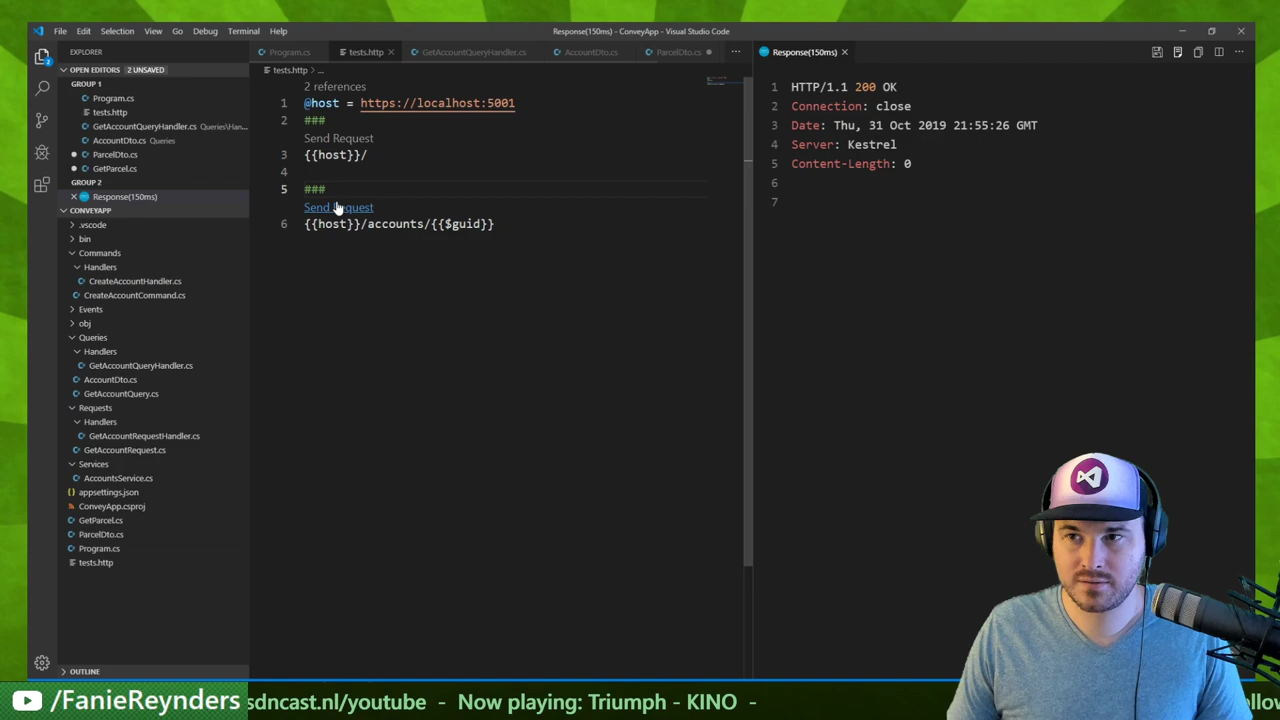 File Edit Selection View Go Debug Terminal Help
Response(150ms) - ConveyApp - Visual Studio Code
EXPLORER
OPEN EDITORS 2 UNSAVED
GROUP 1
Program.cs
tests.http
GetAccountQueryHandler.cs Queries\Han...
AccountDto.cs Queries
ParcelDto.cs
GetParcel.cs
GROUP 2
Response(150ms)
CONVEYAPP
.vscode
bin
Commands
Handlers
CreateAccountHandler.cs
CreateAccountCommand.cs
Events
obj
Queries
Handlers
GetAccountQueryHandler.cs
AccountDto.cs
GetAccountQuery.cs
Requests
Handlers
GetAccountRequestHandler.cs
GetAccountRequest.cs
Services
AccountsService.cs
appsettings.json
ConveyApp.csproj
GetParcel.cs
ParcelDto.cs
Program.cs
tests.http
OUTLINE
Program.cs tests.http GetAccountQueryHandler.cs AccountDto.cs ParcelDto.cs
tests.http > ...
2 references
1 @host = https://localhost:5001
2 ###
Send Request
3 {{host}}/
4
5 ###
Send Request
6 {{host}}/accounts/{{$guid}}
Response(150ms)
1 HTTP/1.1 200 OK
2 Connection: close
3 Date: Thu, 31 Oct 2019 21:55:26 GMT
4 Server: Kestrel
5 Content-Length: 0
6
7
/FanieReynders
sdncast.nl/youtube - Now playing: Triumph - KINO -